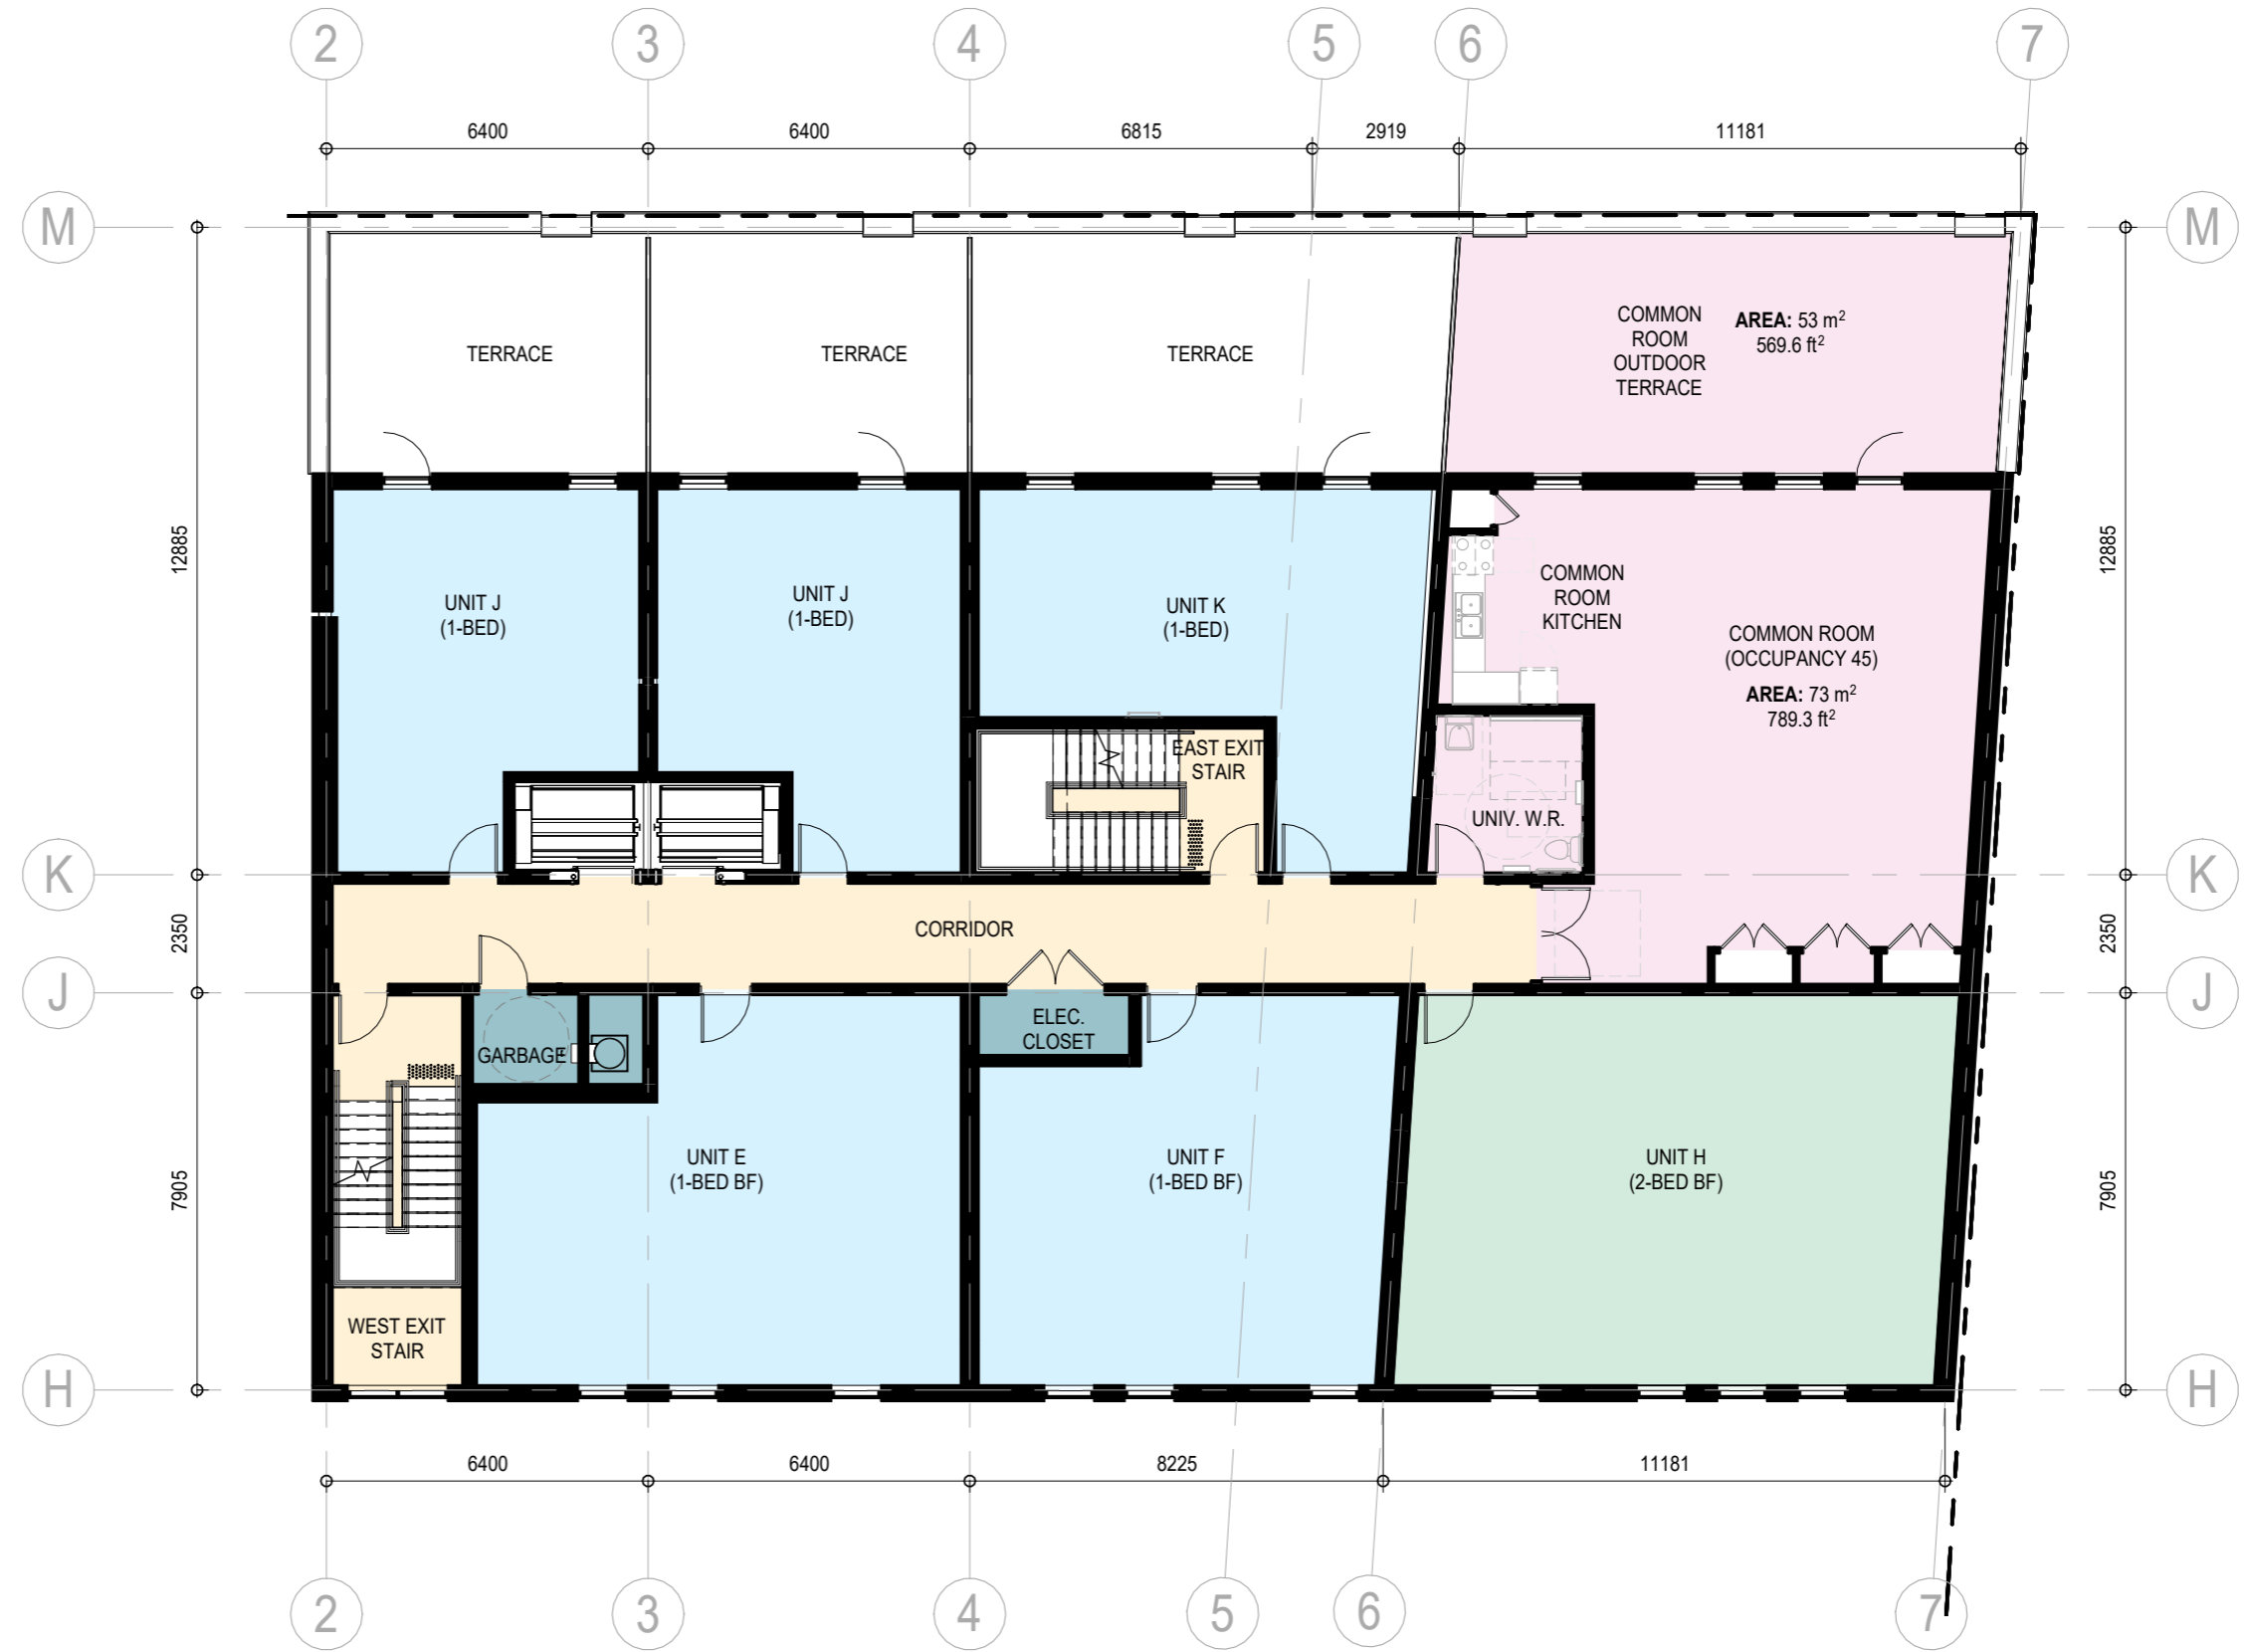 2
3
4
5
6
7
6400
6400
6815
2919
11181
M
M
TERRACE
TERRACE
TERRACE
COMMON
ROOM
OUTDOOR
TERRACE
AREA: 53 m²
569.6 ft²
12885
12885
UNIT J
(1-BED)
UNIT J
(1-BED)
UNIT K
(1-BED)
COMMON
ROOM
KITCHEN
COMMON ROOM
(OCCUPANCY 45)
AREA: 73 m²
789.3 ft²
EAST EXIT
STAIR
UNIV. W.R.
K
K
2350
2350
CORRIDOR
J
J
GARBAGE
ELEC.
CLOSET
7905
7905
UNIT E
(1-BED BF)
UNIT F
(1-BED BF)
UNIT H
(2-BED BF)
WEST EXIT
STAIR
H
H
6400
6400
8225
11181
2
3
4
5
6
7